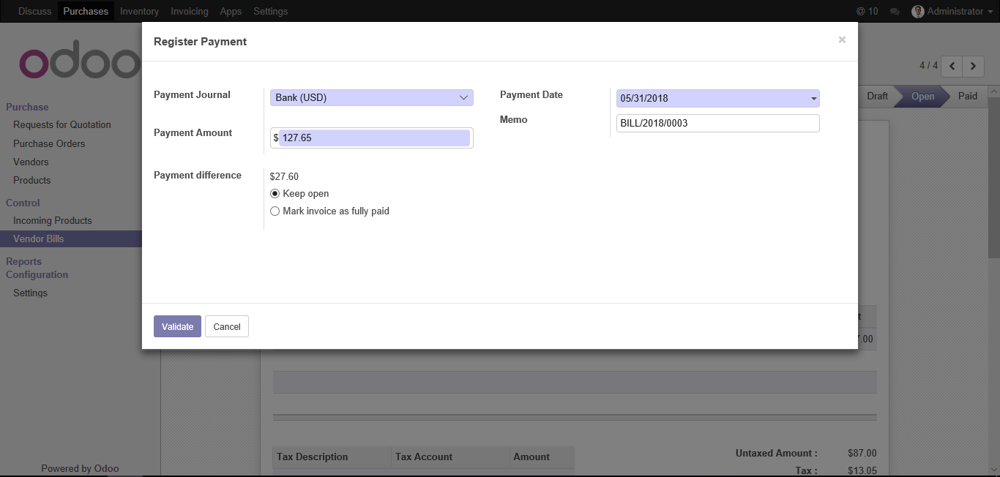 Discuss Purchases Inventory Invoicing Apps Settings @ 10 Administrator
Register Payment ×
odoo
4 / 4
Payment Journal Bank (USD) Payment Date 05/31/2018
Draft Open Paid
Purchase
Memo BILL/2018/0003
Requests for Quotation
Payment Amount $ 127.65
Purchase Orders
Vendors
Products
Payment difference $27.60
Keep open
Mark invoice as fully paid
Control
Incoming Products
Vendor Bills
Reports
Configuration
Settings
t
7.00
Validate Cancel
Tax Description Tax Account Amount
Untaxed Amount : $87.00
Tax : $13.05
Powered by Odoo